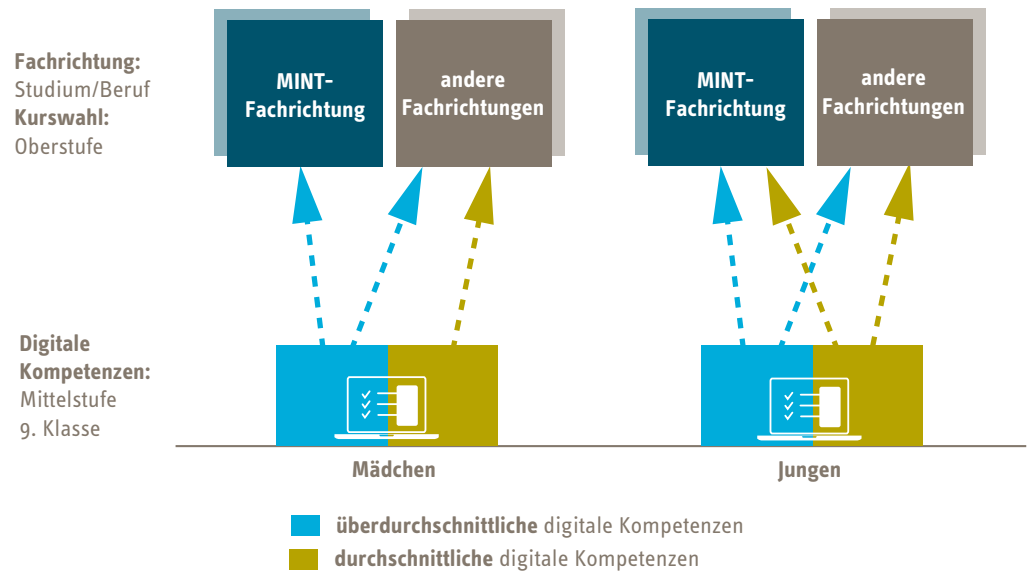 Fachrichtung:
Studium/Beruf
Kurswahl:
Oberstufe
MINT-
Fachrichtung
andere
Fachrichtungen
MINT-
Fachrichtung
andere
Fachrichtungen
Digitale
Kompetenzen:
Mittelstufe
9. Klasse
Mädchen
Jungen
überdurchschnittliche digitale Kompetenzen
durchschnittliche digitale Kompetenzen